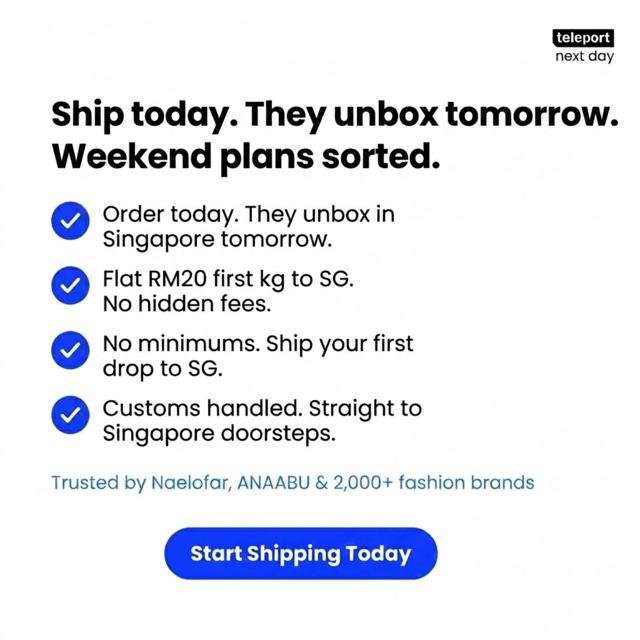 teleport
next day
Ship today. They unbox tomorrow.
Weekend plans sorted.
Order today. They unbox in
Singapore tomorrow.
Flat RM20 first kg to SG.
No hidden fees.
No minimums. Ship your first
drop to SG.
Customs handled. Straight to
Singapore doorsteps.
Trusted by Naelofar, ANAABU & 2,000+ fashion brands
Start Shipping Today